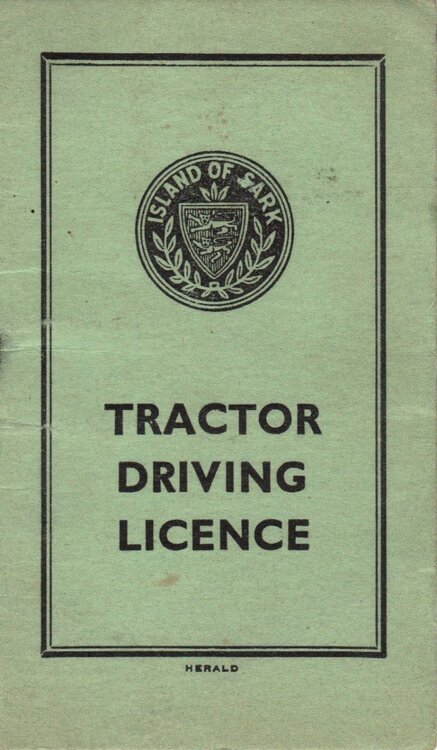 ISLAND OF SARK
TRACTOR
DRIVING
LICENCE
HERALD